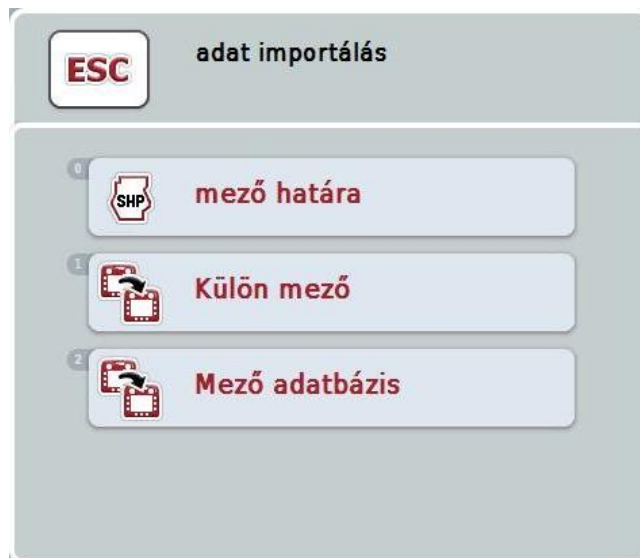 ESC
adat importálás
0
SHP
mező határa
1
Külön mező
2
Mező adatbázis